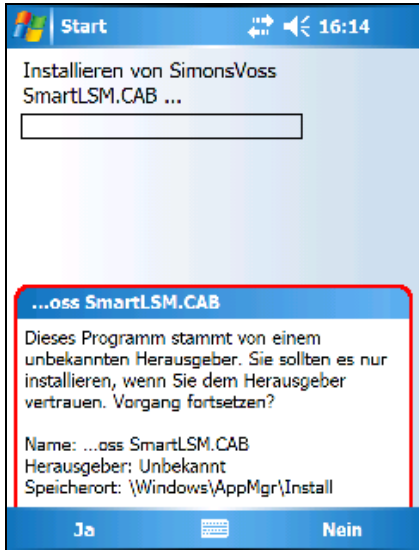 Start 16:14
Installieren von SimonsVoss
SmartLSM.CAB ...
...oss SmartLSM.CAB
Dieses Programm stammt von einem
unbekannten Herausgeber. Sie sollten es nur
installieren, wenn Sie dem Herausgeber
vertrauen. Vorgang fortsetzen?
Name: ...oss SmartLSM.CAB
Herausgeber: Unbekannt
Speicherort: \Windows\AppMgr\Install
Ja Nein